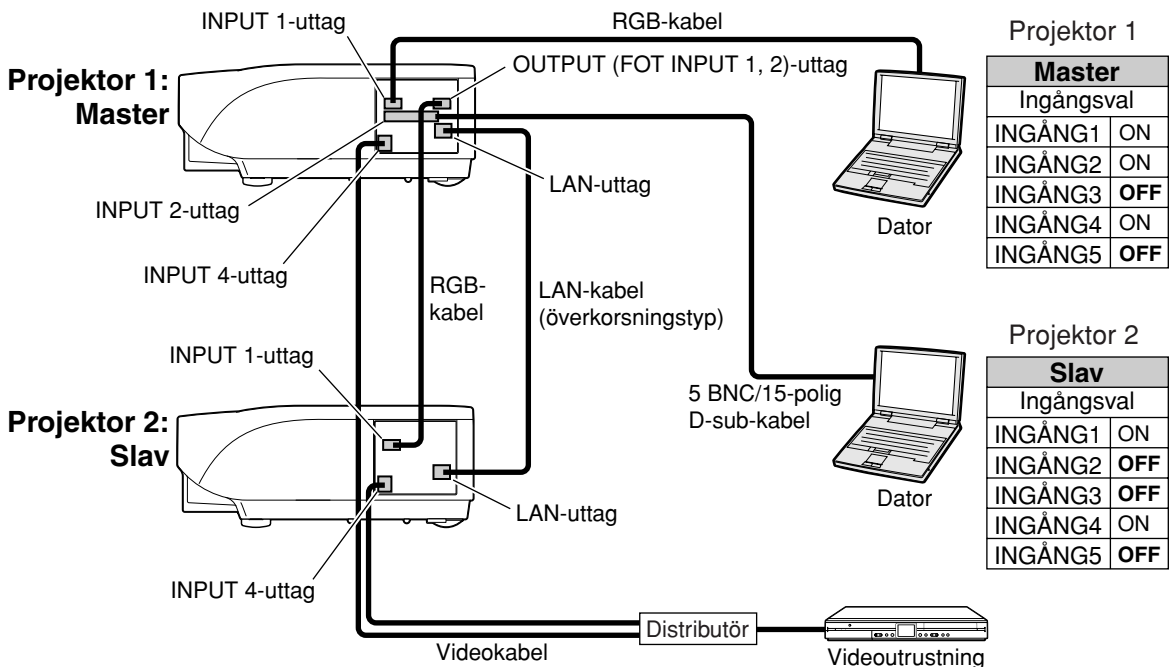 INPUT 1-uttag
RGB-kabel
OUTPUT (FOT INPUT 1, 2)-uttag
Projektor 1:
Master
LAN-uttag
INPUT 2-uttag
INPUT 4-uttag
Dator
RGB-
kabel
LAN-kabel
(överkorsningstyp)
INPUT 1-uttag
Projektor 2:
Slav
5 BNC/15-polig
D-sub-kabel
Dator
LAN-uttag
INPUT 4-uttag
Distributör
Videokabel
Videoutrustning
Projektor 1
Master
Ingångsval
INGÅNG1 ON
INGÅNG2 ON
INGÅNG3 OFF
INGÅNG4 ON
INGÅNG5 OFF
Projektor 2
Slav
Ingångsval
INGÅNG1 ON
INGÅNG2 OFF
INGÅNG3 OFF
INGÅNG4 ON
INGÅNG5 OFF